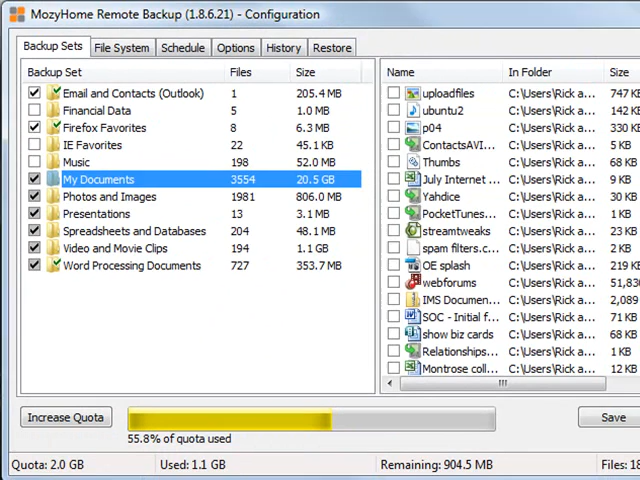 MozyHome Remote Backup (1.8.6.21) - Configuration
Backup Sets File System Schedule Options History Restore
Backup Set Files Size
Email and Contacts (Outlook) 1 205.4 MB
Financial Data 5 1.0 MB
Firefox Favorites 8 6.3 MB
IE Favorites 22 45.1 KB
Music 198 52.0 MB
My Documents 3554 20.5 GB
Photos and Images 1981 806.0 MB
Presentations 13 3.1 MB
Spreadsheets and Databases 204 48.1 MB
Video and Movie Clips 194 1.1 GB
Word Processing Documents 727 353.7 MB
Name In Folder Size
uploadfiles C:\Users\Rick a... 747 KB
ubuntu2 C:\Users\Rick a... 142 KB
p04 C:\Users\Rick a... 336 KB
ContactsAVI... C:\Users\Rick a... 5 KB
Thumbs C:\Users\Rick a... 63 KB
July Internet ... C:\Users\Rick a... 19 KB
Yahdice C:\Users\Rick a... 30 KB
PocketTunes... C:\Users\Rick a... 5 KB
streamtweaks C:\Users\Rick a... 23 KB
spam filters.c... C:\Users\Rick a... 2 KB
OE splash C:\Users\Rick a... 219 KB
webforums C:\Users\Rick a... 51,83
IMS Documen... C:\Users\Rick a... 2,089
SOC - Initial f... C:\Users\Rick a... 71 KB
show biz cards C:\Users\Rick a... 68 KB
Relationships... C:\Users\Rick a... 1 KB
Montrose coll... C:\Users\Rick a... 36 KB
Increase Quota
55.8% of quota used
Save
Quota: 2.0 GB Used: 1.1 GB Remaining: 904.5 MB Files: 18